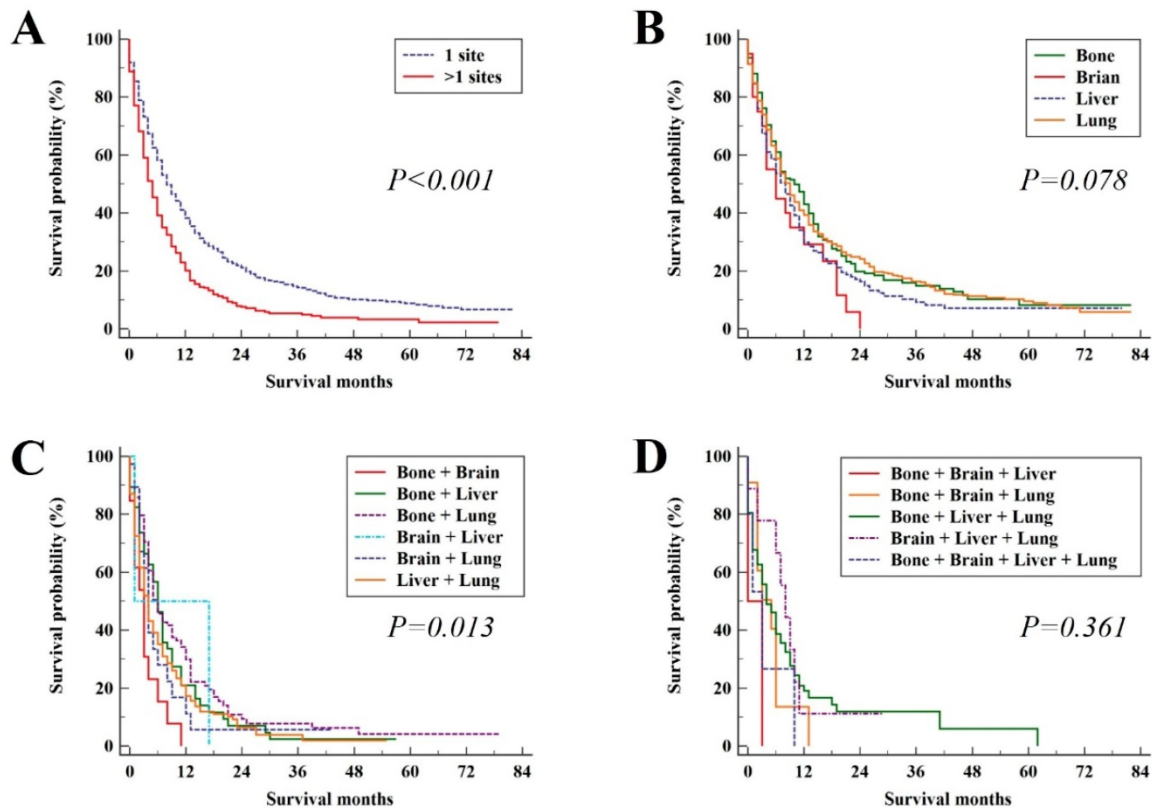 A
100
80
60
40
20
0
Survival probability (%)
1 site
>1 sites
P<0.001
0 12 24 36 48 60 72 84
Survival months
B
100
80
60
40
20
0
Survival probability (%)
Bone
Brian
Liver
Lung
P=0.078
0 12 24 36 48 60 72 84
Survival months
C
100
80
60
40
20
0
Survival probability (%)
Bone + Brain
Bone + Liver
Bone + Lung
Brain + Liver
Brain + Lung
Liver + Lung
P=0.013
0 12 24 36 48 60 72 84
Survival months
D
100
80
60
40
20
0
Survival probability (%)
Bone + Brain + Liver
Bone + Brain + Lung
Bone + Liver + Lung
Brain + Liver + Lung
Bone + Brain + Liver + Lung
P=0.361
0 12 24 36 48 60 72 84
Survival months